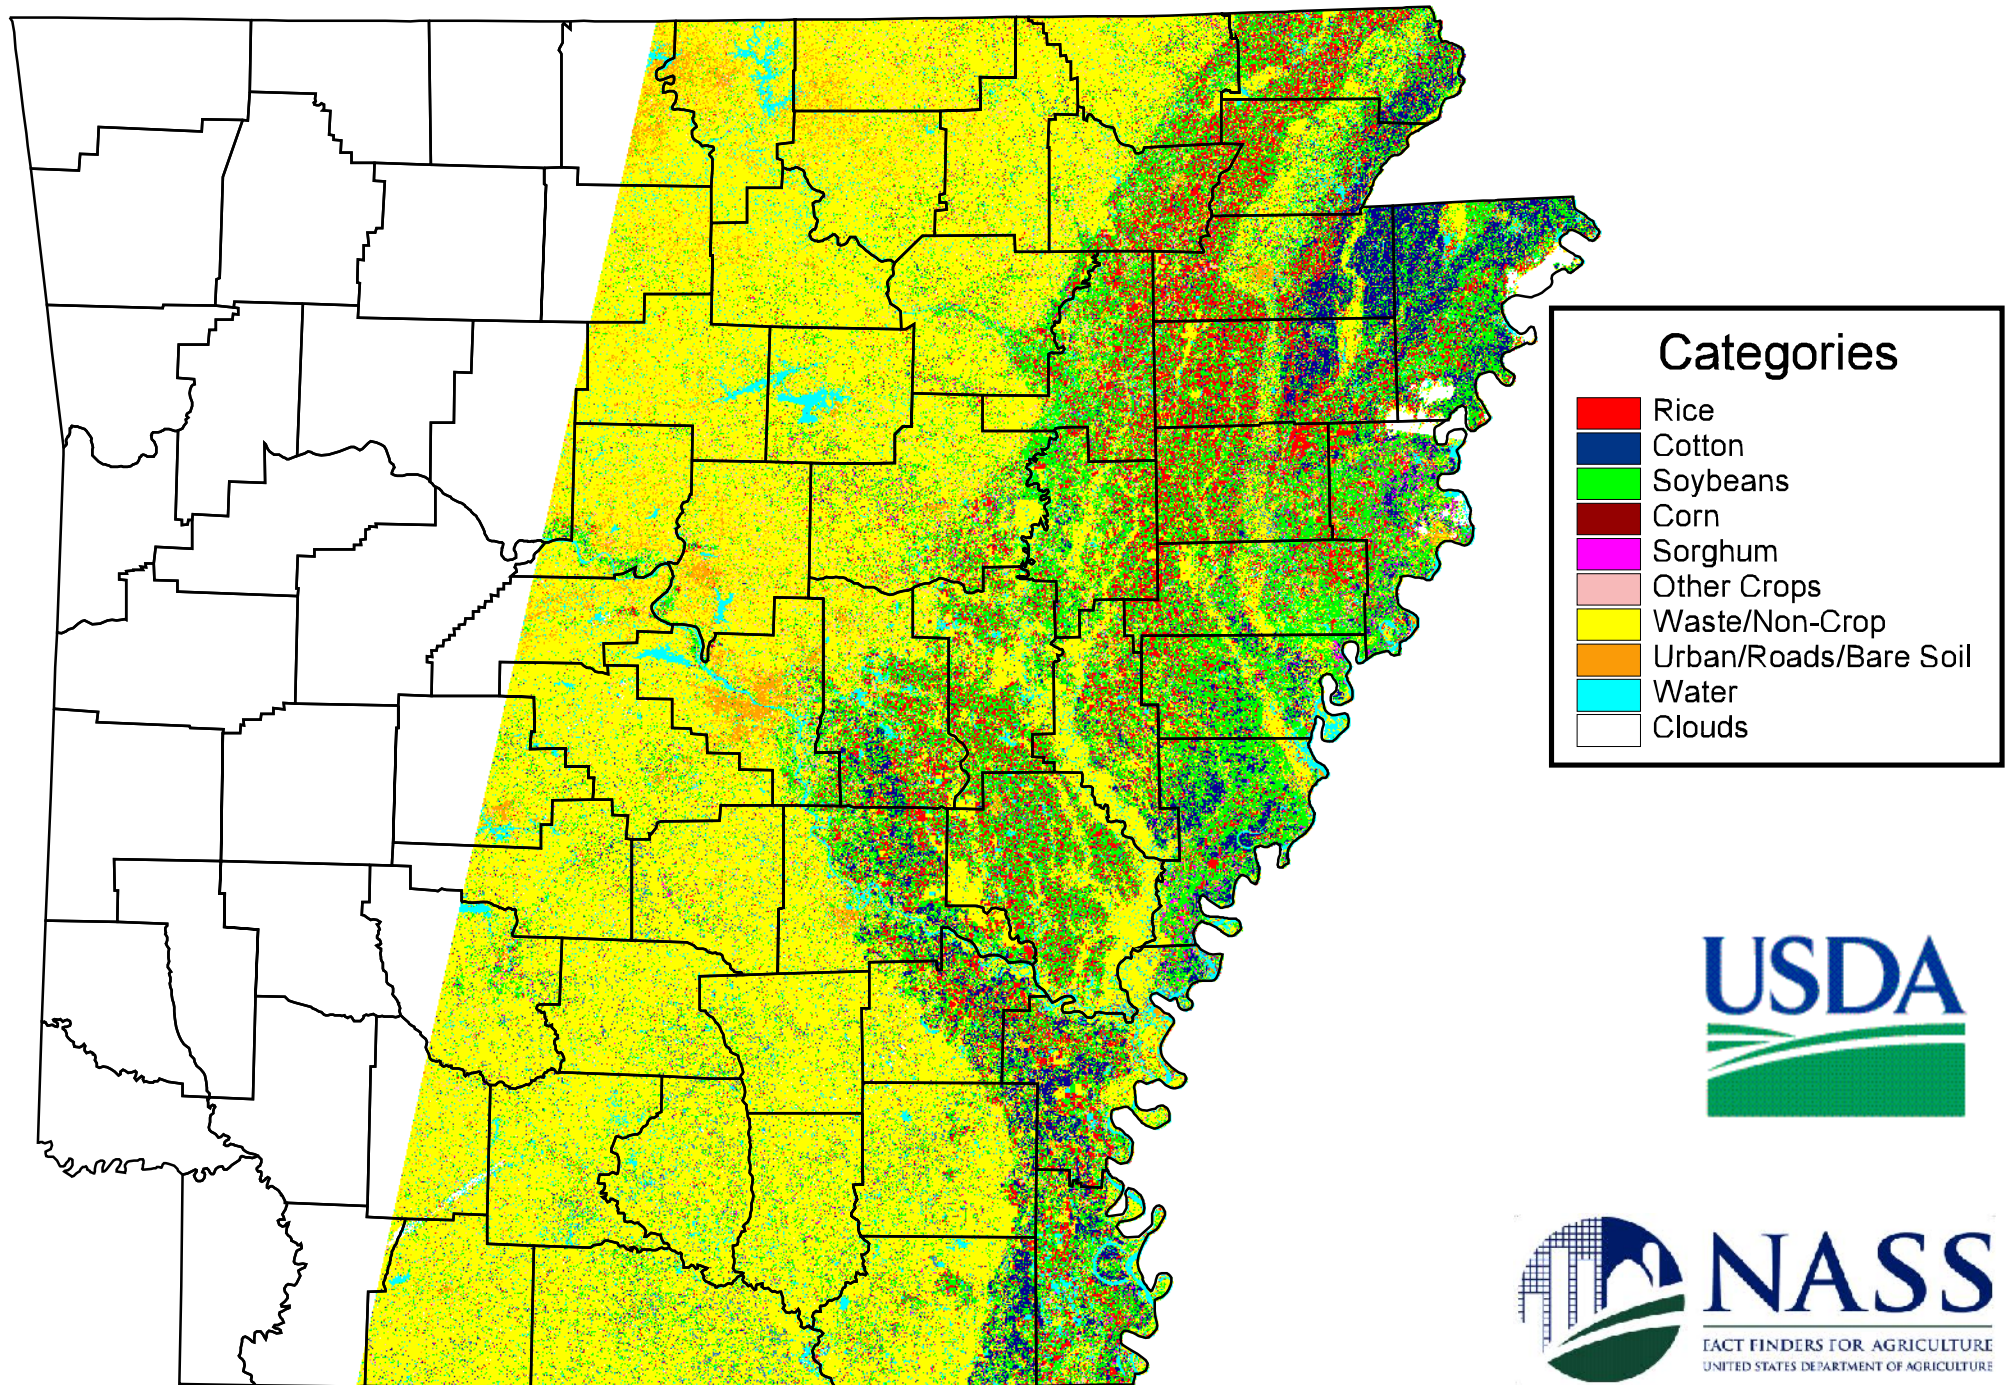 Categories
Rice
Cotton
Soybeans
Corn
Sorghum
Other Crops
Waste/Non-Crop
Urban/Roads/Bare Soil
Water
Clouds
USDA
NASS
FACT FINDERS FOR AGRICULTURE
UNITED STATES DEPARTMENT OF AGRICULTURE